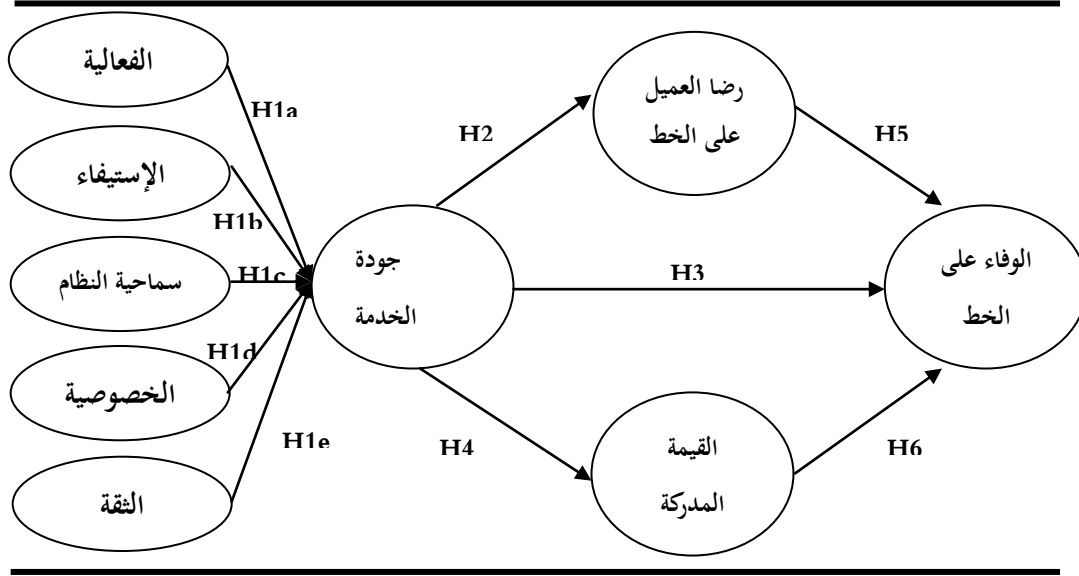 الفعالية
H1a
الإستيفاء
H1b
سماحية النظام
H1c
الخصوصية
H1d
الثقة
H1e
جودة
الخدمة
H2
H3
H4
رضا العميل
على الخط
القيمة
المدركة
H5
H6
الوفاء على
الخط